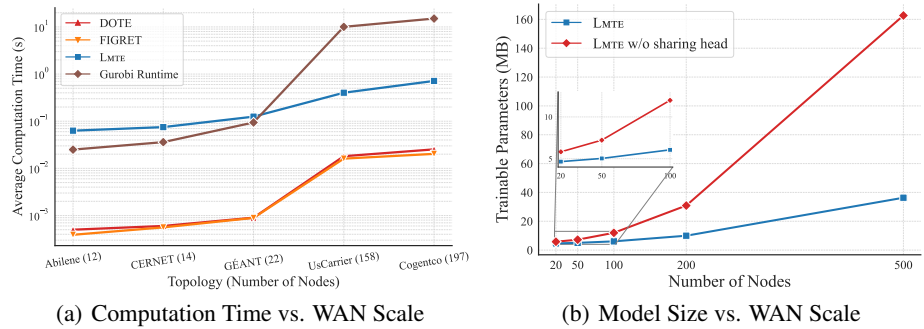 DOTE
FIGRET
LMTE
Gurobi Runtime
Average Computation Time (s)
10¹
10⁰
10⁻¹
10⁻²
10⁻³
Abilene (12)
CERNET (14)
GÉANT (22)
UsCarrier (158)
Cogentco (197)
Topology (Number of Nodes)
(a) Computation Time vs. WAN Scale
LMTE
LMTE w/o sharing head
Trainable Parameters (MB)
160
140
120
100
80
60
40
20
0
10
5
20
50
100
20
50
100
200
500
Number of Nodes
(b) Model Size vs. WAN Scale